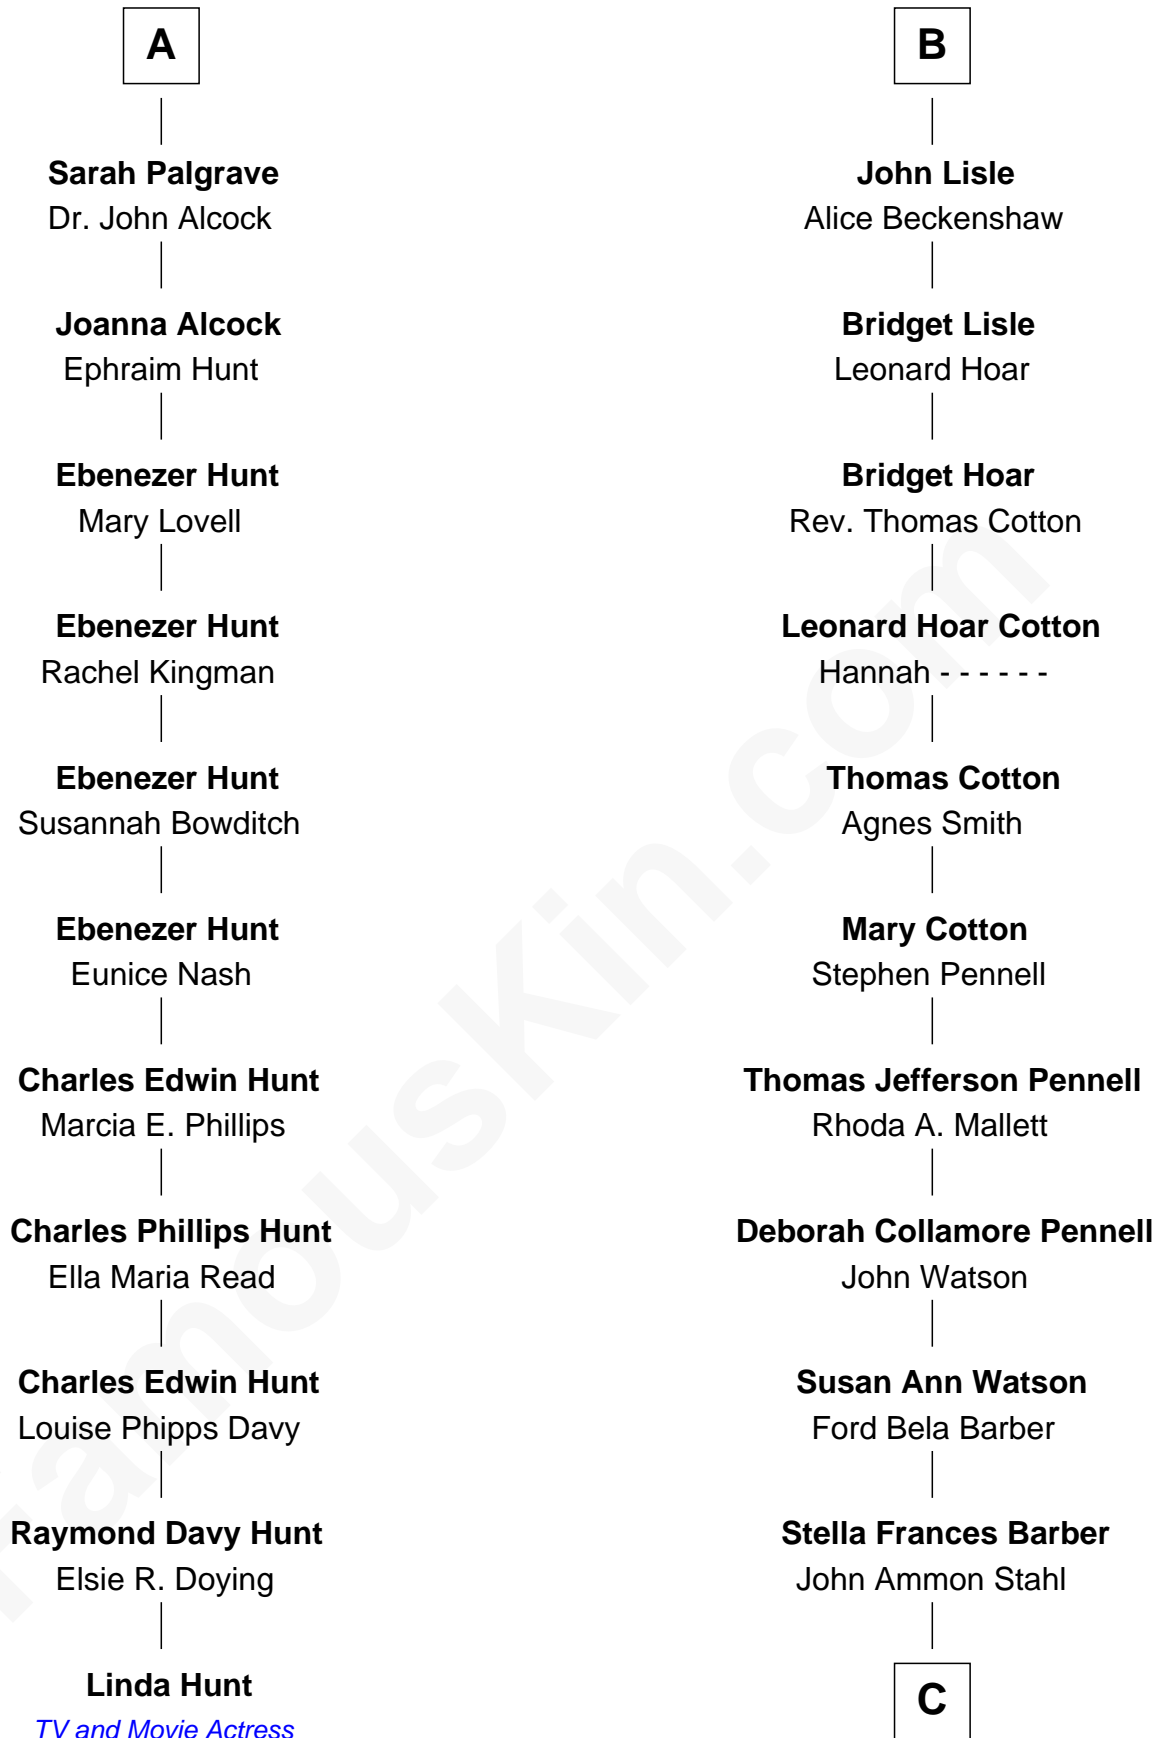 A
Sarah Palgrave
Dr. John Alcock
Joanna Alcock
Ephraim Hunt
Ebenezer Hunt
Mary Lovell
Ebenezer Hunt
Rachel Kingman
Ebenezer Hunt
Susannah Bowditch
Ebenezer Hunt
Eunice Nash
Charles Edwin Hunt
Marcia E. Phillips
Charles Phillips Hunt
Ella Maria Read
Charles Edwin Hunt
Louise Phipps Davy
Raymond Davy Hunt
Elsie R. Doying
Linda Hunt
TV and Movie Actress
B
John Lisle
Alice Beckenshaw
Bridget Lisle
Leonard Hoar
Bridget Hoar
Rev. Thomas Cotton
Leonard Hoar Cotton
Hannah - - - - - -
Thomas Cotton
Agnes Smith
Mary Cotton
Stephen Pennell
Thomas Jefferson Pennell
Rhoda A. Mallett
Deborah Collamore Pennell
John Watson
Susan Ann Watson
Ford Bela Barber
Stella Frances Barber
John Ammon Stahl
C
FamousKin.com